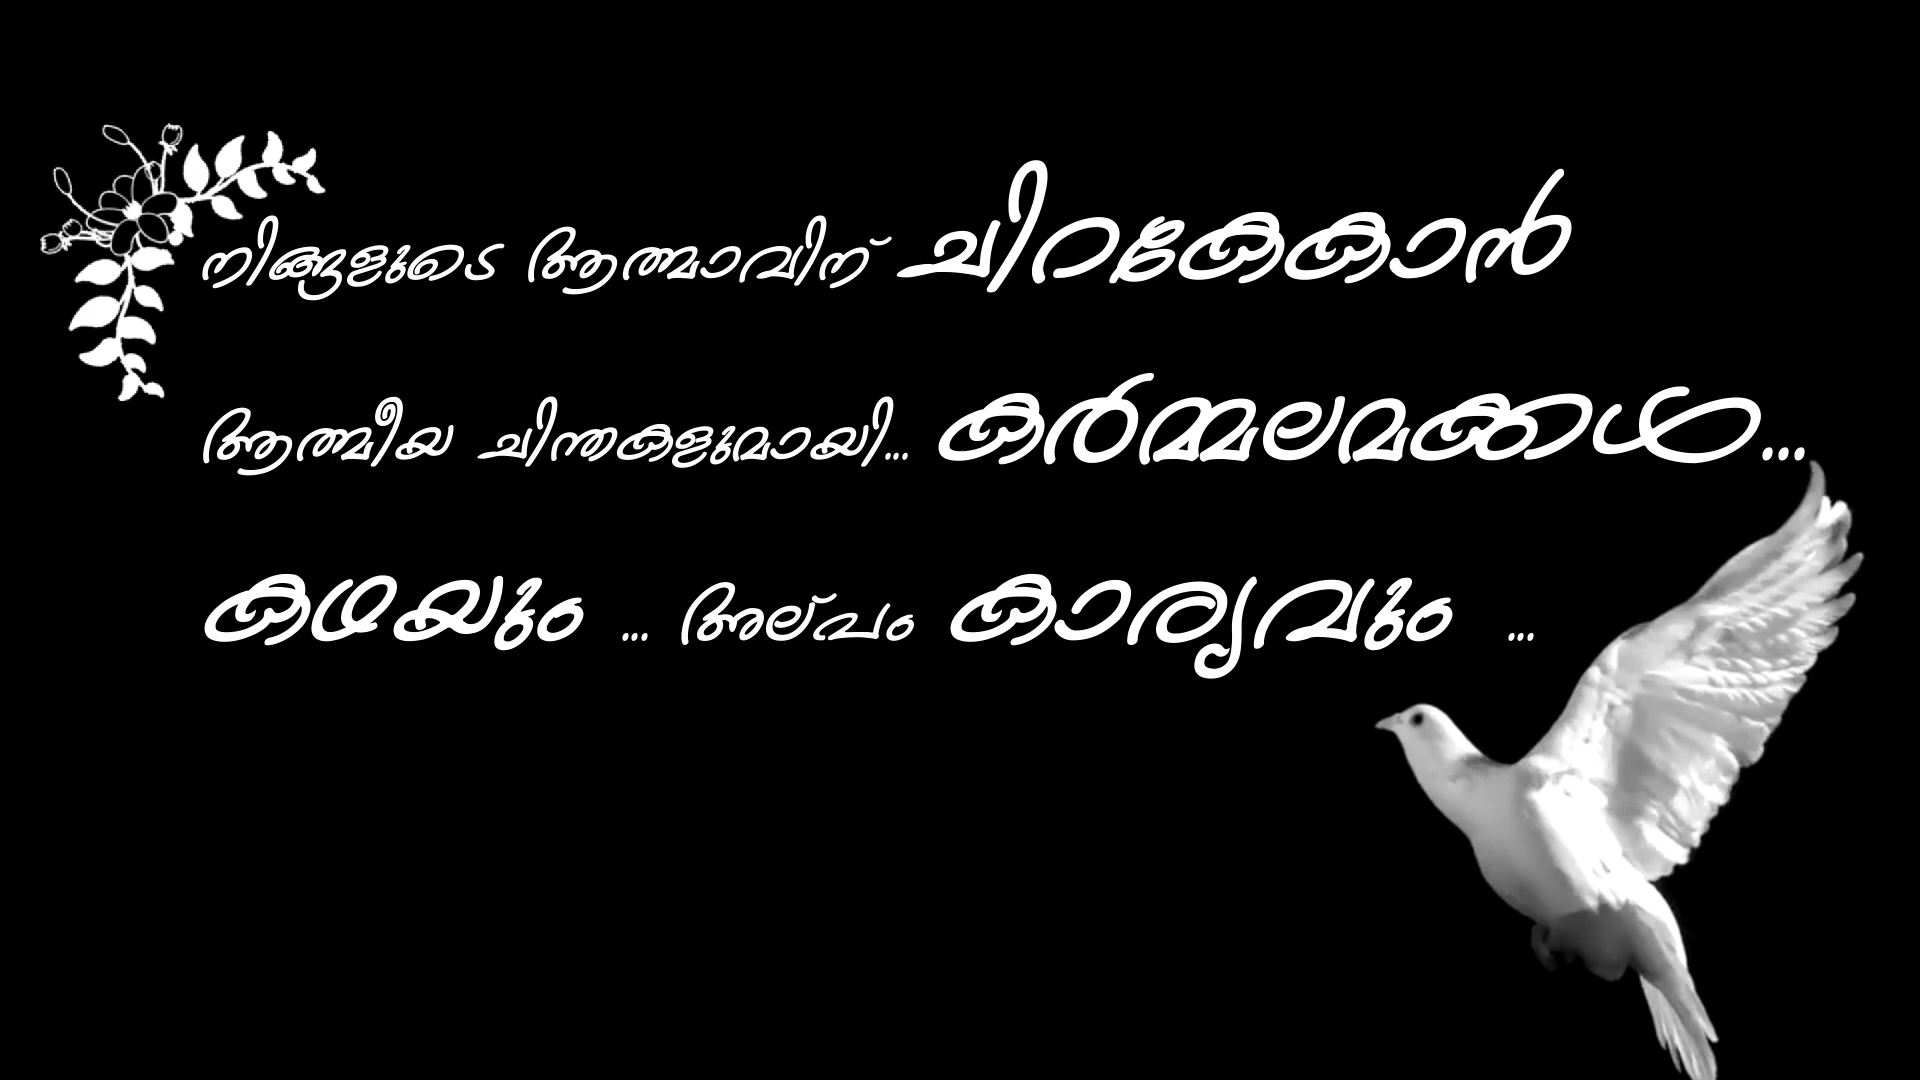 നിങ്ങളുടെ ആത്മാവിന് ചിറകേകാൻ
ആത്മീയ ചിന്തകളുമായി... കർമ്മലമക്കൾ...
കഥയും ... അല്പം കാര്യവും ...